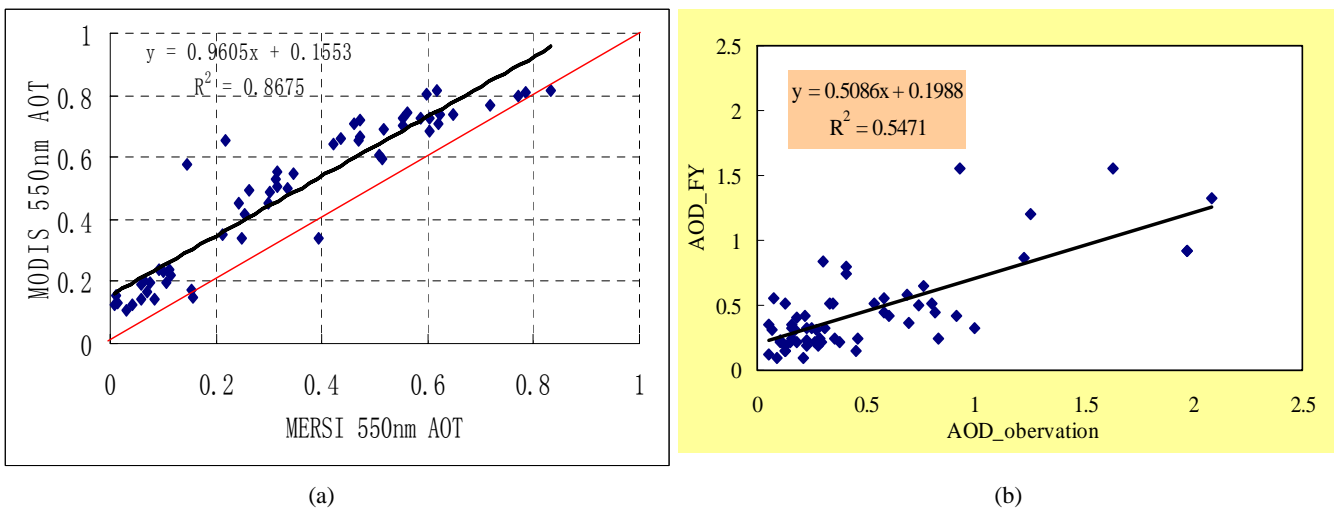 y = 0.9605x + 0.1553
R² = 0.8675
1
0.8
0.6
0.4
0.2
0
0 0.2 0.4 0.6 0.8 1
MODIS 550nm AOT
MERSI 550nm AOT
(a)
y = 0.5086x + 0.1988
R² = 0.5471
2.5
2
1.5
1
0.5
0
0 0.5 1 1.5 2 2.5
AOD_FY
AOD_obervation
(b)